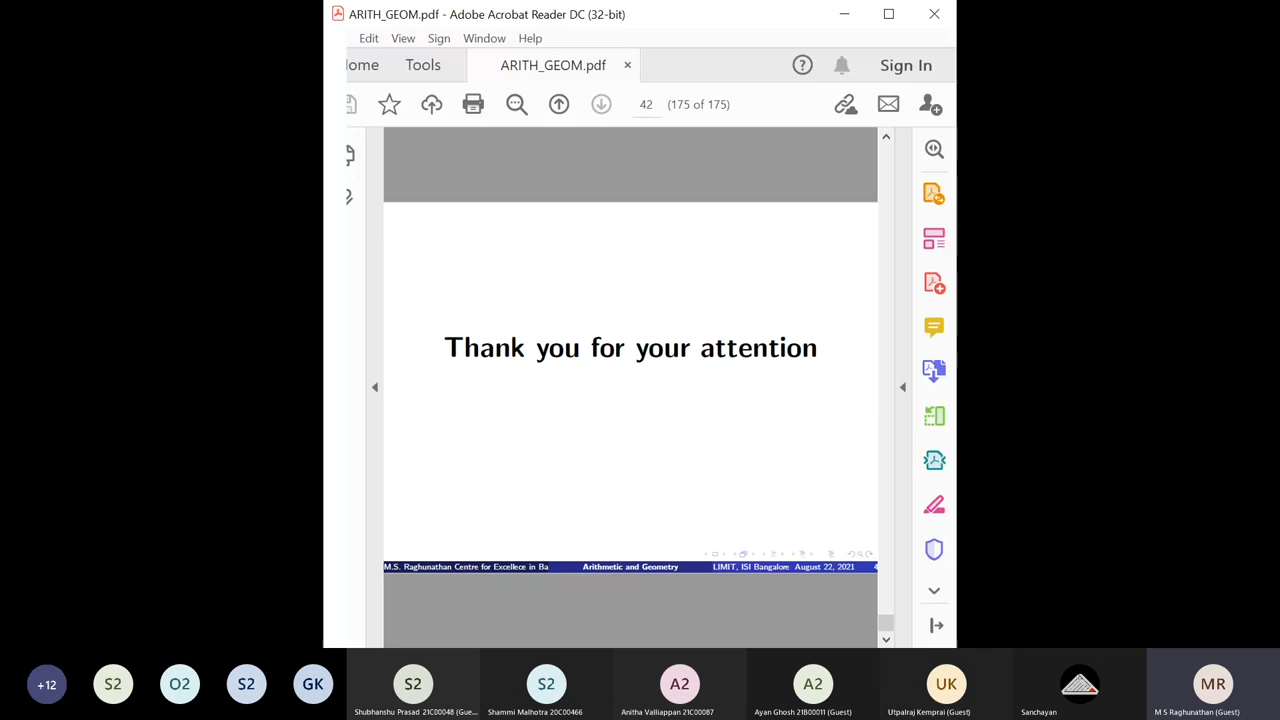 ARITH_GEOM.pdf - Adobe Acrobat Reader DC (32-bit)
Edit View Sign Window Help
ome Tools ARITH_GEOM.pdf × Sign In
42 (175 of 175)
Thank you for your attention
M.S. Raghunathan Centre for Excellece in Ba Arithmetic and Geometry LIMIT, ISI Bangalore August 22, 2021 4
+12 S2 O2 S2 GK S2 S2 A2 A2 UK MR
Shubhanshu Prasad 21C00048 (Gue... Shammi Malhotra 20C00466 Anitha Valliappan 21C00087 Ayan Ghosh 21B00011 (Guest) Utpalraj Kemprai (Guest) Sanchayan M S Raghunathan (Guest)